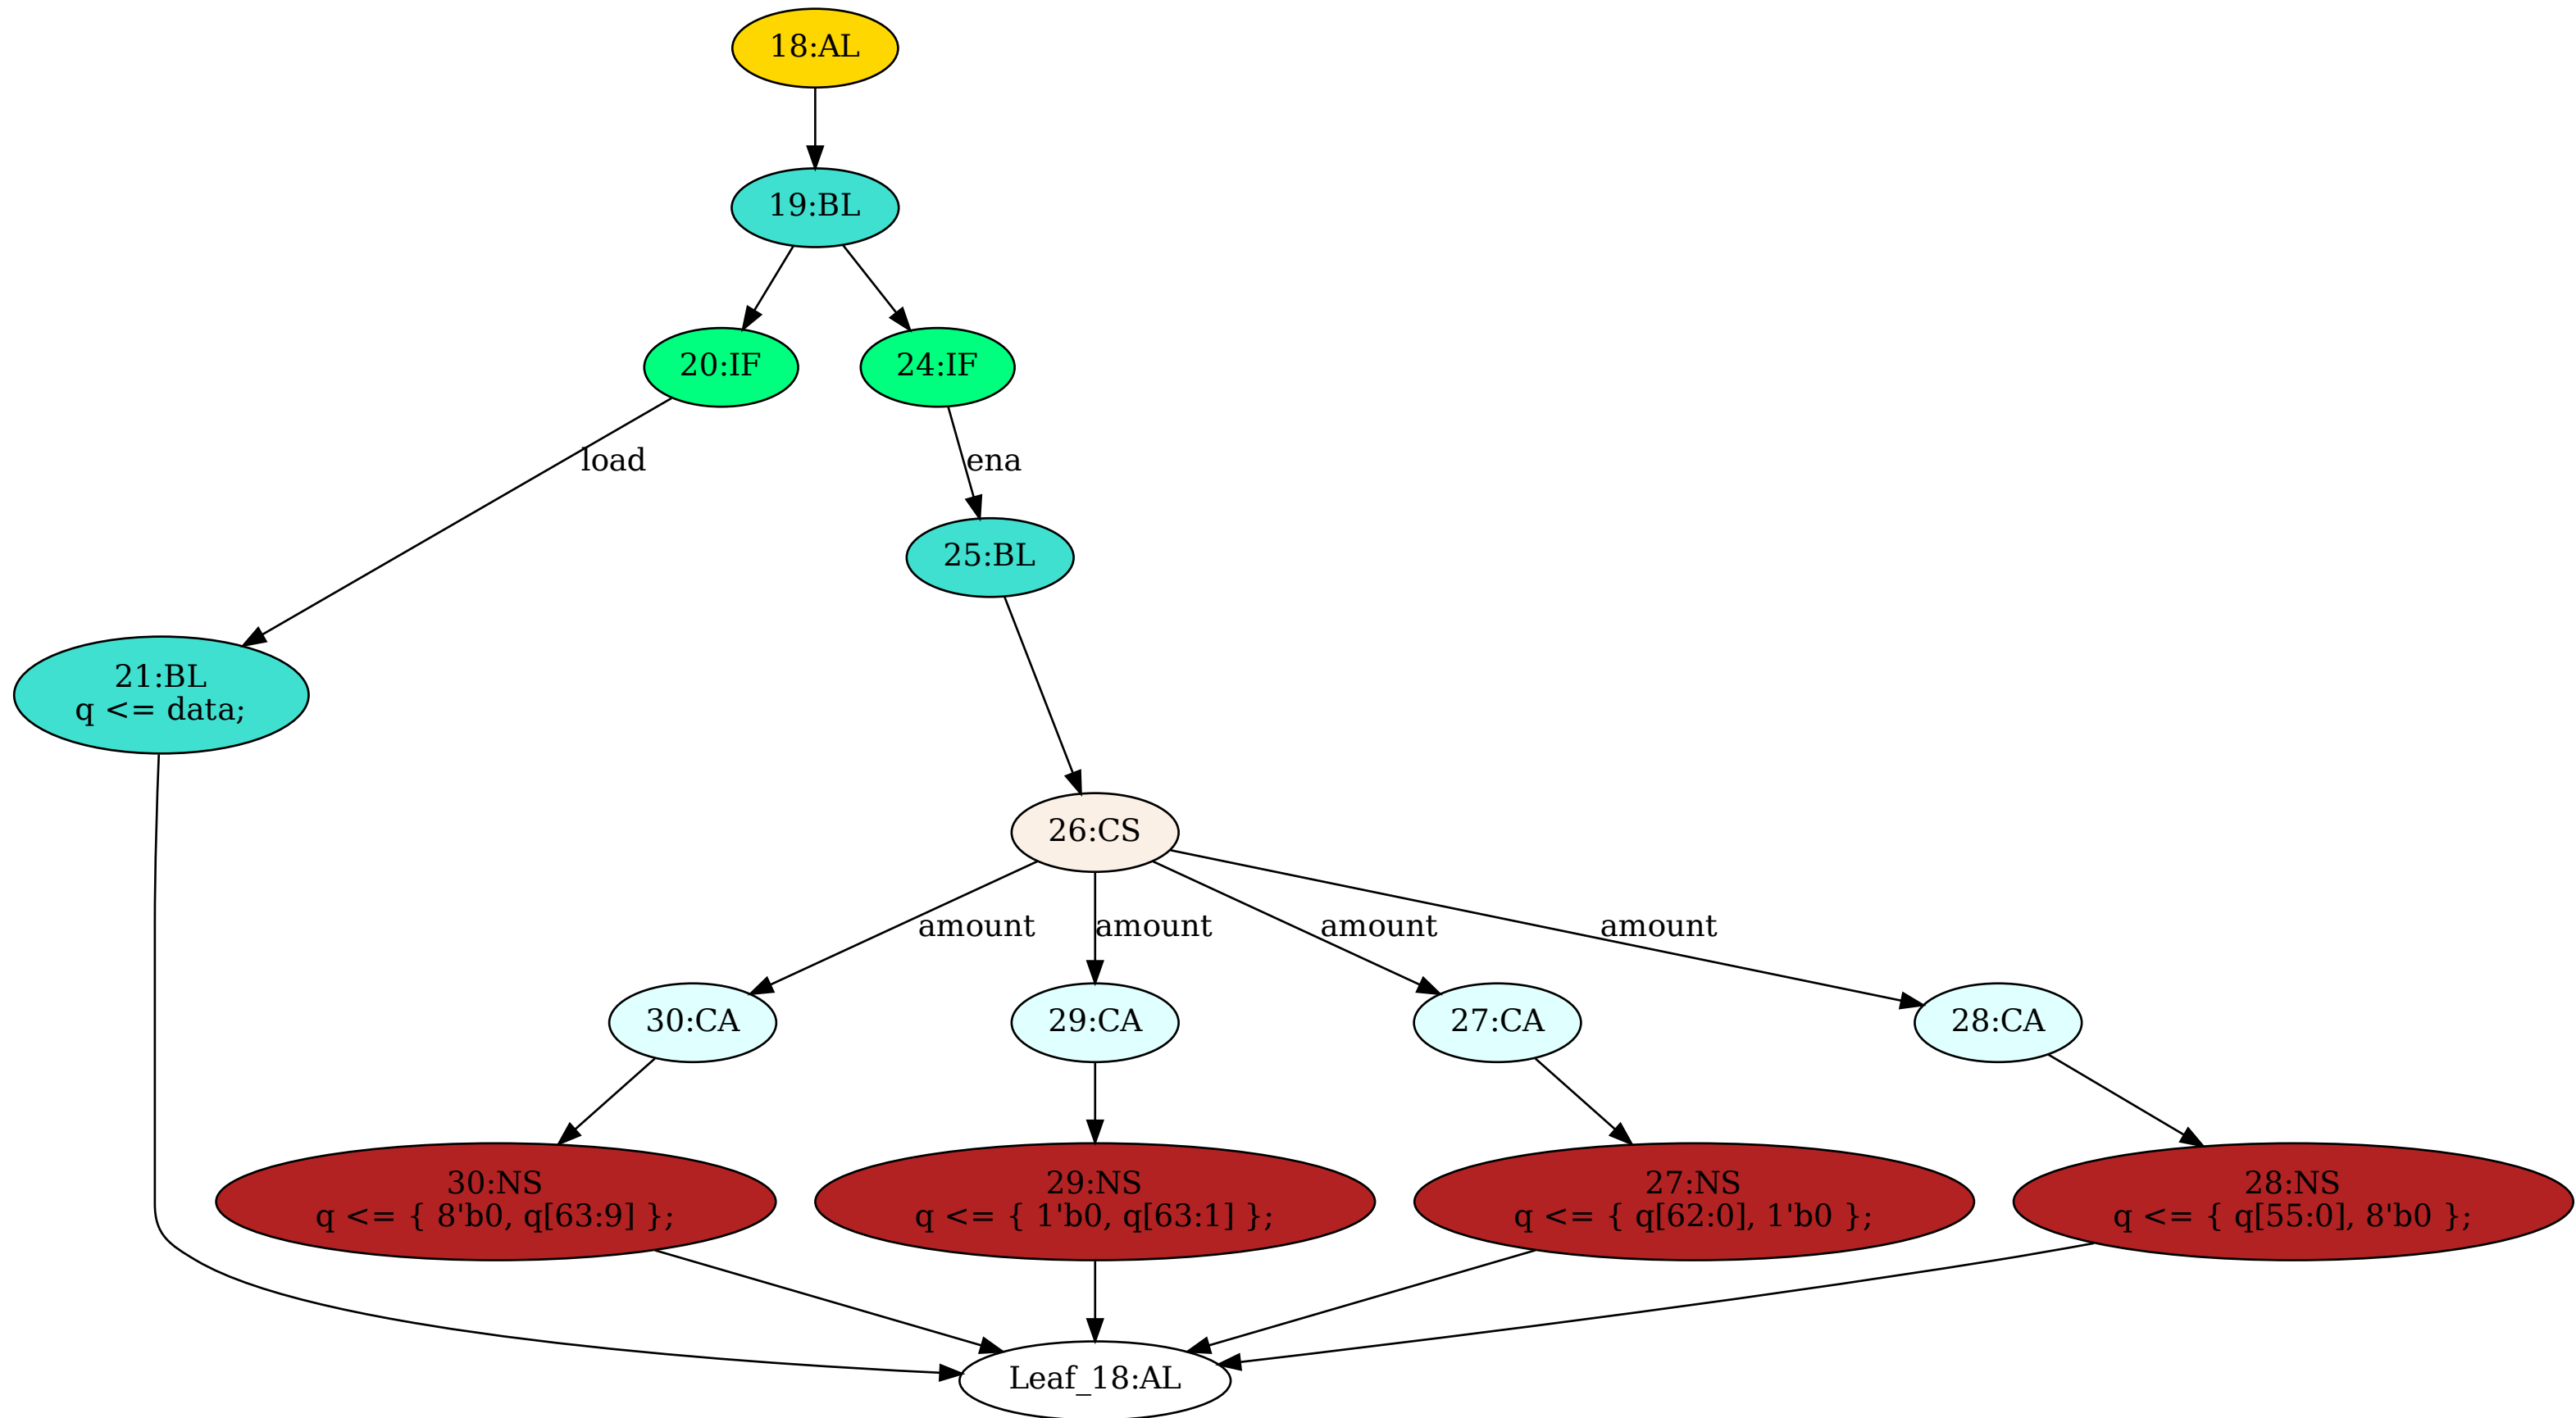 18:AL
19:BL
20:IF
24:IF
load
ena
25:BL
21:BL
q <= data;
26:CS
amount
amount
amount
amount
30:CA
29:CA
27:CA
28:CA
30:NS
q <= { 8'b0, q[63:9] };
29:NS
q <= { 1'b0, q[63:1] };
27:NS
q <= { q[62:0], 1'b0 };
28:NS
q <= { q[55:0], 8'b0 };
Leaf_18:AL